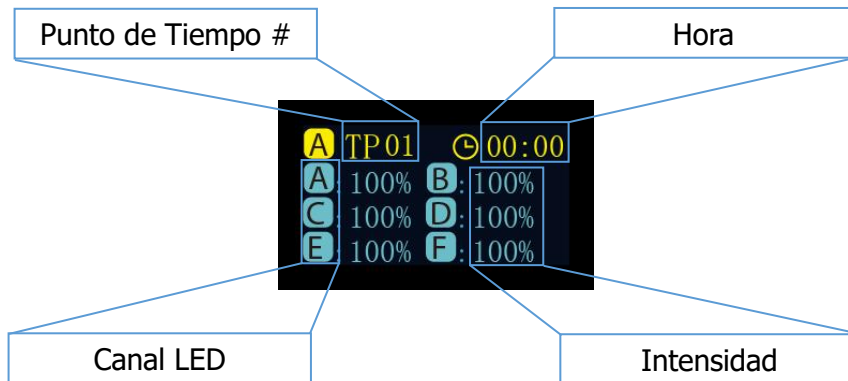 Punto de Tiempo #
Hora
A TP01 00:00
A: 100% B: 100%
C: 100% D: 100%
E: 100% F: 100%
Canal LED
Intensidad